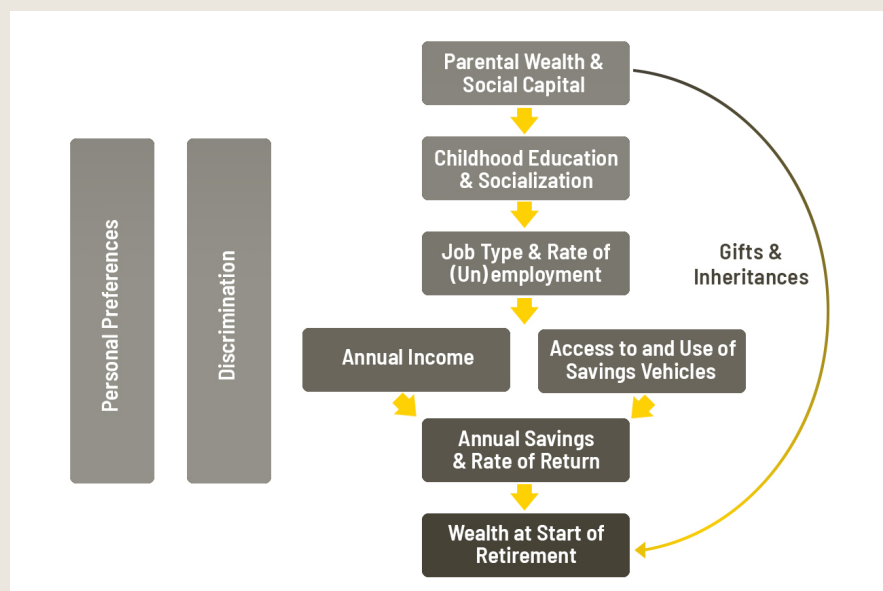 Parental Wealth &
Social Capital
Childhood Education
& Socialization
Job Type & Rate of
(Un)employment
Gifts &
Inheritances
Personal Preferences
Discrimination
Annual Income
Access to and Use of
Savings Vehicles
Annual Savings
& Rate of Return
Wealth at Start of
Retirement